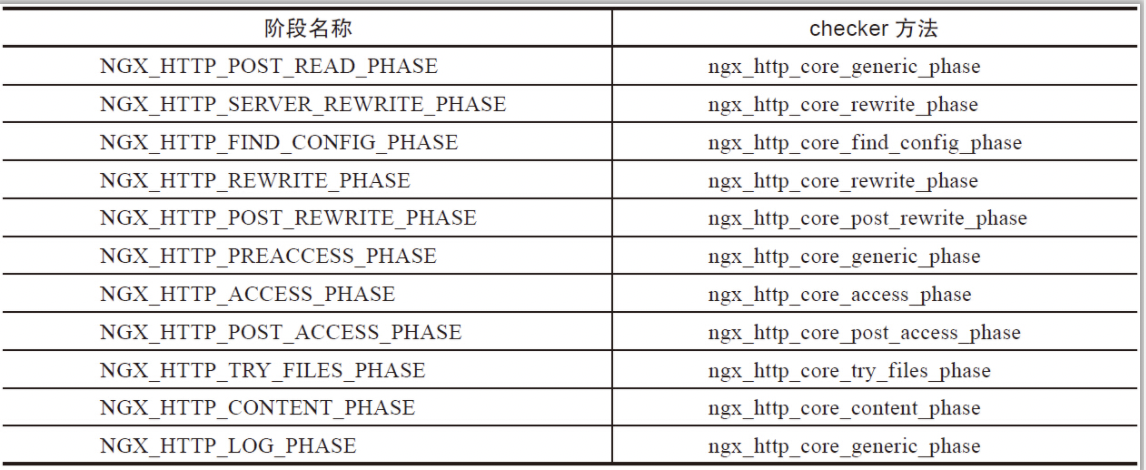 阶段名称 checker 方法
NGX_HTTP_POST_READ_PHASE ngx_http_core_generic_phase
NGX_HTTP_SERVER_REWRITE_PHASE ngx_http_core_rewrite_phase
NGX_HTTP_FIND_CONFIG_PHASE ngx_http_core_find_config_phase
NGX_HTTP_REWRITE_PHASE ngx_http_core_rewrite_phase
NGX_HTTP_POST_REWRITE_PHASE ngx_http_core_post_rewrite_phase
NGX_HTTP_PREACCESS_PHASE ngx_http_core_generic_phase
NGX_HTTP_ACCESS_PHASE ngx_http_core_access_phase
NGX_HTTP_POST_ACCESS_PHASE ngx_http_core_post_access_phase
NGX_HTTP_TRY_FILES_PHASE ngx_http_core_try_files_phase
NGX_HTTP_CONTENT_PHASE ngx_http_core_content_phase
NGX_HTTP_LOG_PHASE ngx_http_core_generic_phase